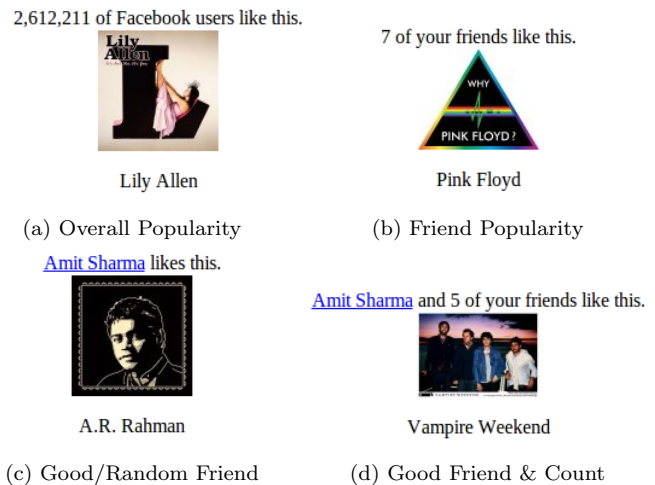 2,612,211 of Facebook users like this.
Lily
Allen
Lily Allen
(a) Overall Popularity
7 of your friends like this.
WHY
PINK FLOYD?
Pink Floyd
(b) Friend Popularity
Amit Sharma likes this.
A.R. Rahman
(c) Good/Random Friend
Amit Sharma and 5 of your friends like this.
VAMPIRE WEEKEND
Vampire Weekend
(d) Good Friend & Count